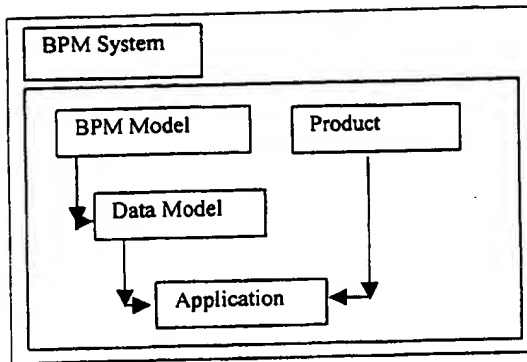 BPM System
BPM Model
Product
Data Model
Application